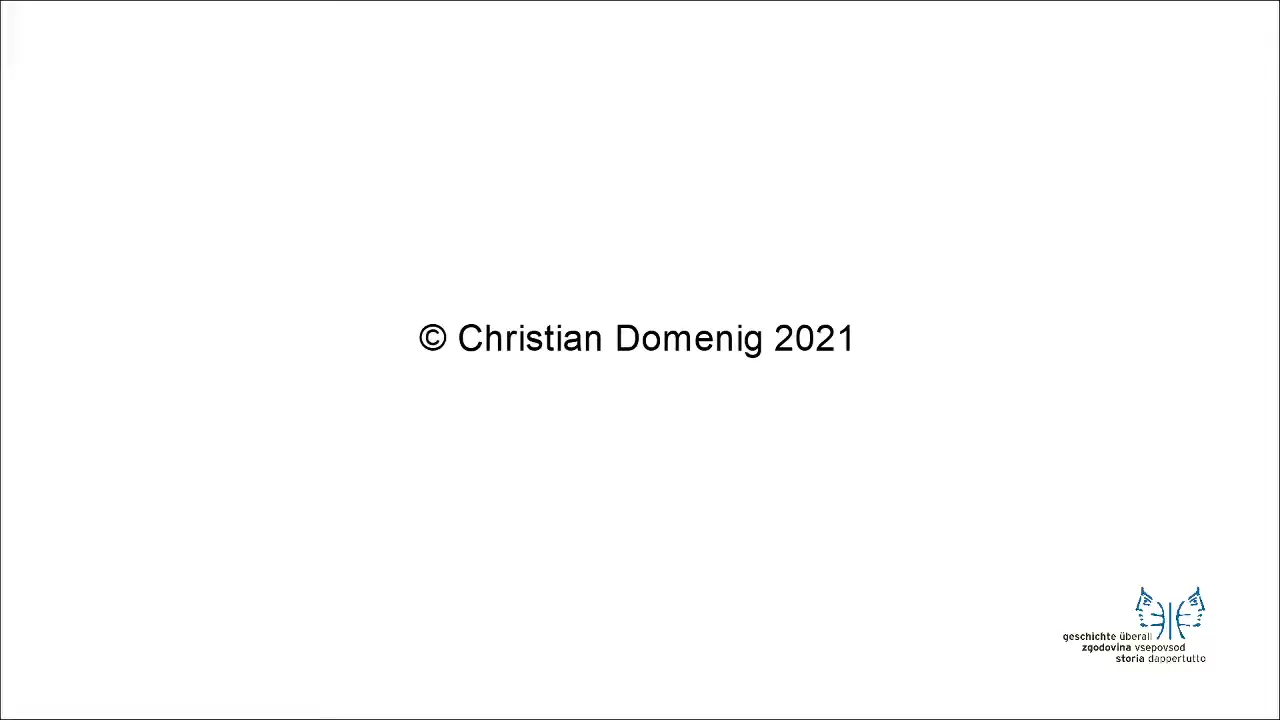 © Christian Domenig 2021
geschichte überall
zgodovina vsepovsod
storia dappertutto